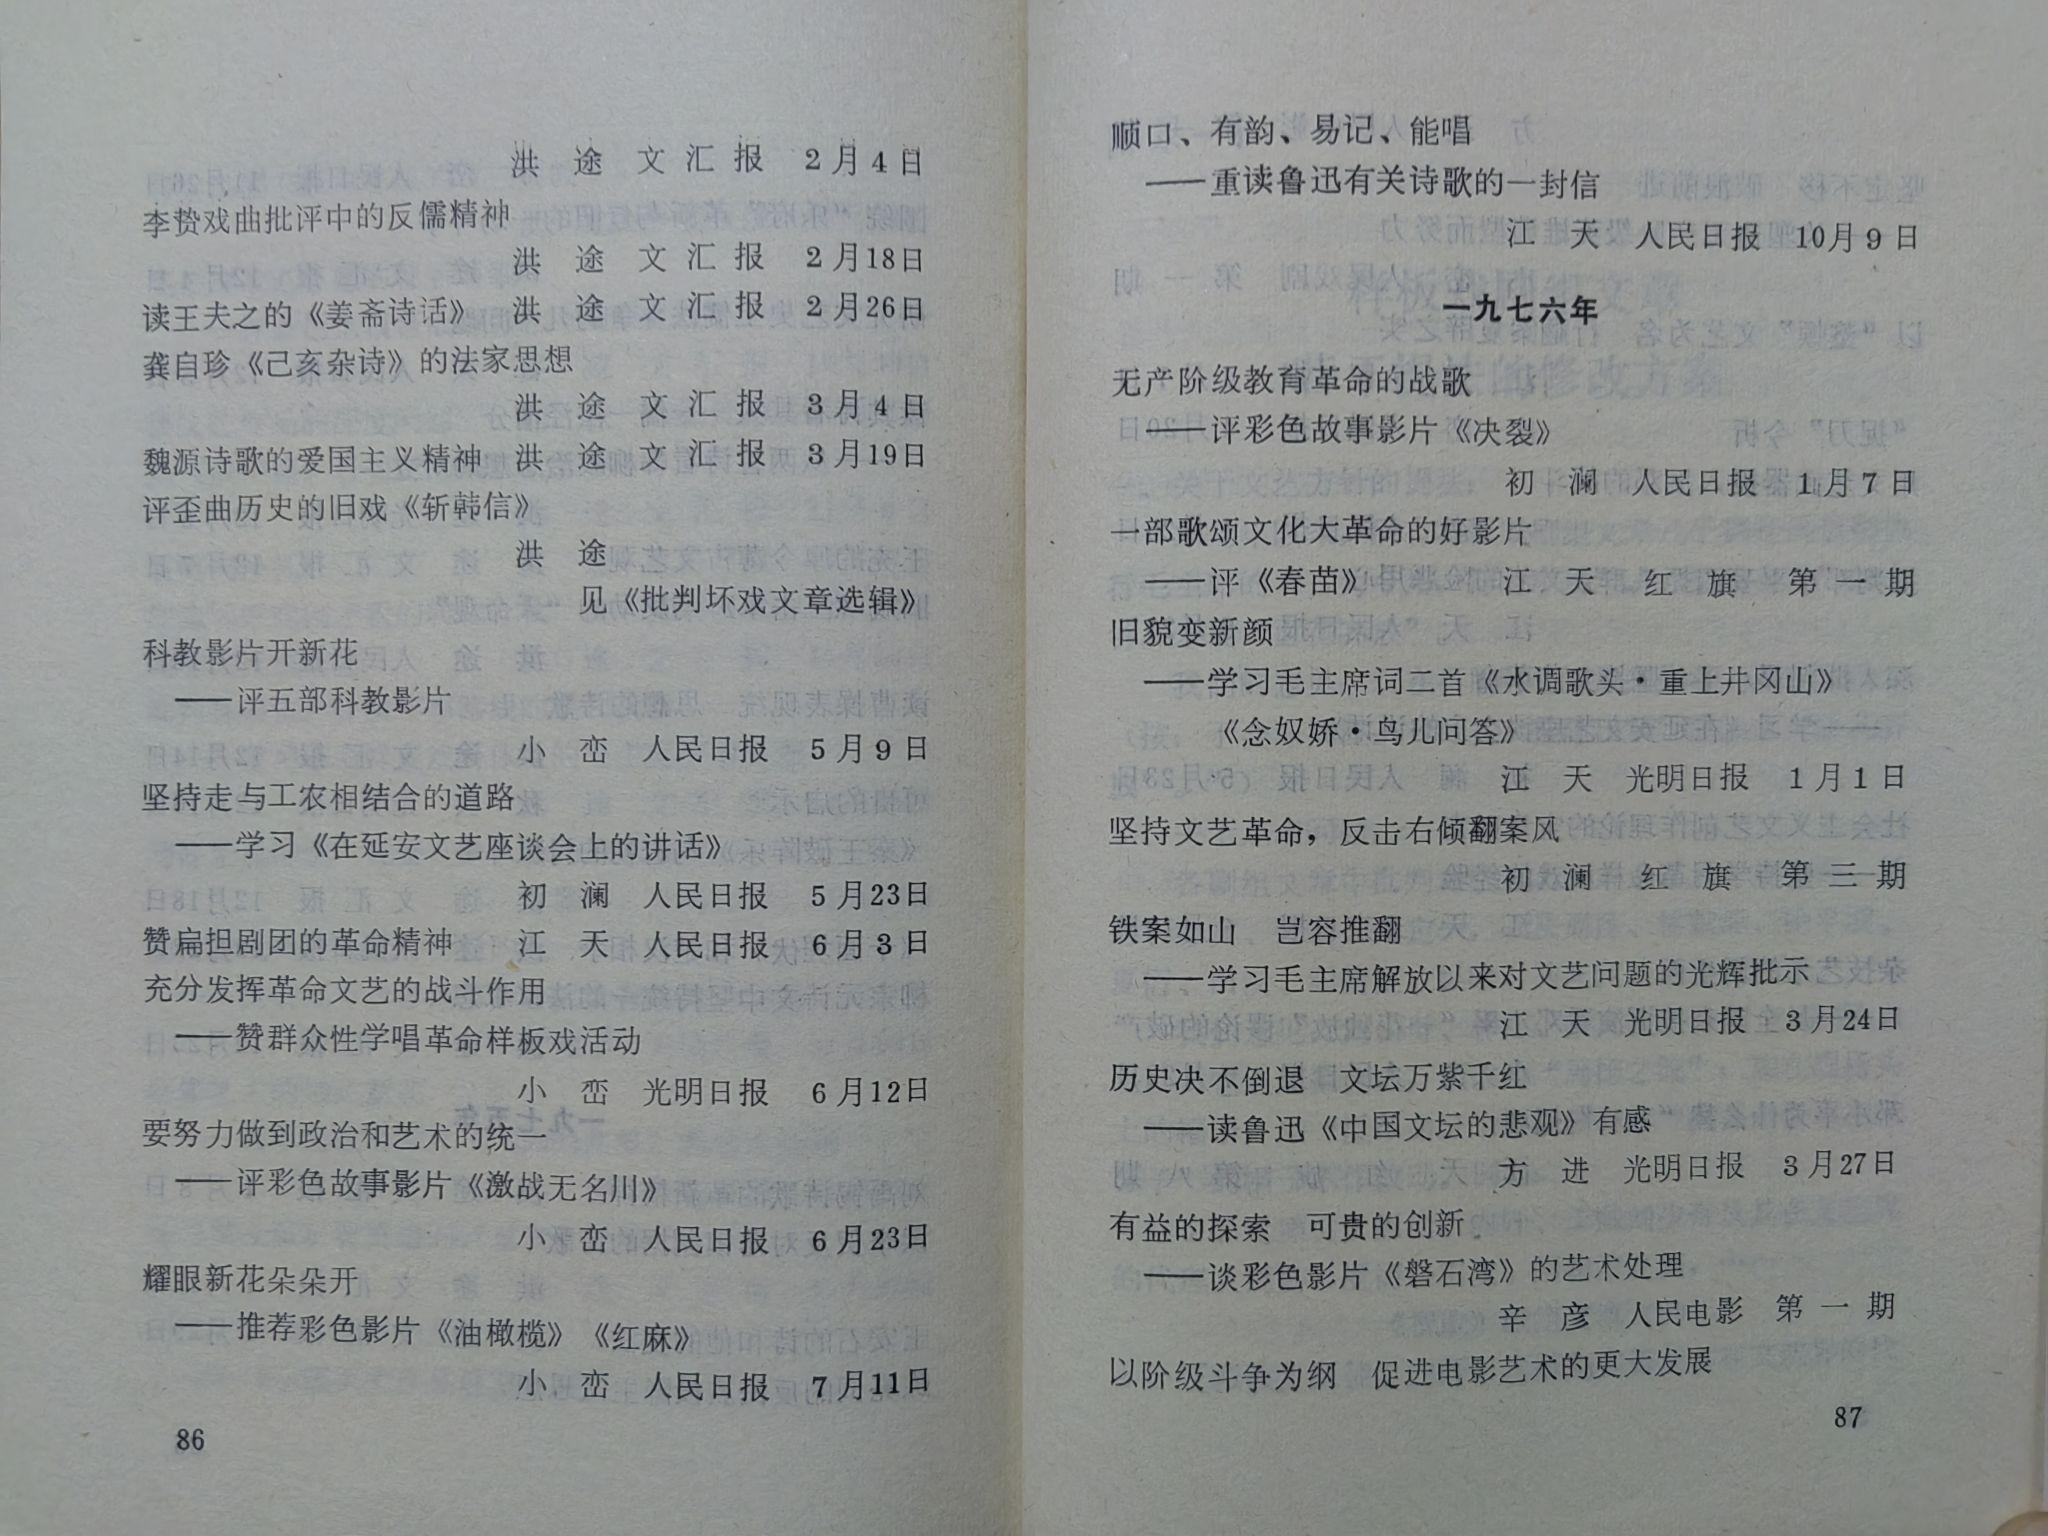 洪　途　文 汇 报　2月4日
李贽戏曲批评中的反儒精神
洪　途　文 汇 报　2月18日
读王夫之的《姜斋诗话》　洪　途　文 汇 报　2月26日
龚自珍《己亥杂诗》的法家思想
洪　途　文 汇 报　3月4日
魏源诗歌的爱国主义精神　洪　途　文 汇 报　3月19日
评歪曲历史的旧戏《斩韩信》
洪　途
见《批判坏戏文章选辑》
科教影片开新花
——评五部科教影片
小　峦　人民日报　5月9日
坚持走与工农相结合的道路
——学习《在延安文艺座谈会上的讲话》
初　澜　人民日报　5月23日
赞扁担剧团的革命精神　江　天　人民日报　6月3日
充分发挥革命文艺的战斗作用
——赞群众性学唱革命样板戏活动
小　峦　光明日报　6月12日
要努力做到政治和艺术的统一
——评彩色故事影片《激战无名川》
小　峦　人民日报　6月23日
耀眼新花朵朵开
——推荐彩色影片《油橄榄》《红麻》
小　峦　人民日报　7月11日
86
顺口、有韵、易记、能唱
——重读鲁迅有关诗歌的一封信
江　天　人民日报　10月9日
一九七六年
无产阶级教育革命的战歌
——评彩色故事影片《决裂》
初　澜　人民日报　1月7日
一部歌颂文化大革命的好影片
——评《春苗》　江　天　红　旗　第 一 期
旧貌变新颜
——学习毛主席词二首《水调歌头·重上井冈山》
《念奴娇·鸟儿问答》
江　天　光明日报　1月1日
坚持文艺革命，反击右倾翻案风
初　澜　红　旗　第 三 期
铁案如山　岂容推翻
——学习毛主席解放以来对文艺问题的光辉批示
江　天　光明日报　3月24日
历史决不倒退　文坛万紫千红
——读鲁迅《中国文坛的悲观》有感
方　进　光明日报　3月27日
有益的探索　可贵的创新
——谈彩色影片《磐石湾》的艺术处理
辛　彦　人民电影　第 一 期
以阶级斗争为纲　促进电影艺术的更大发展
87